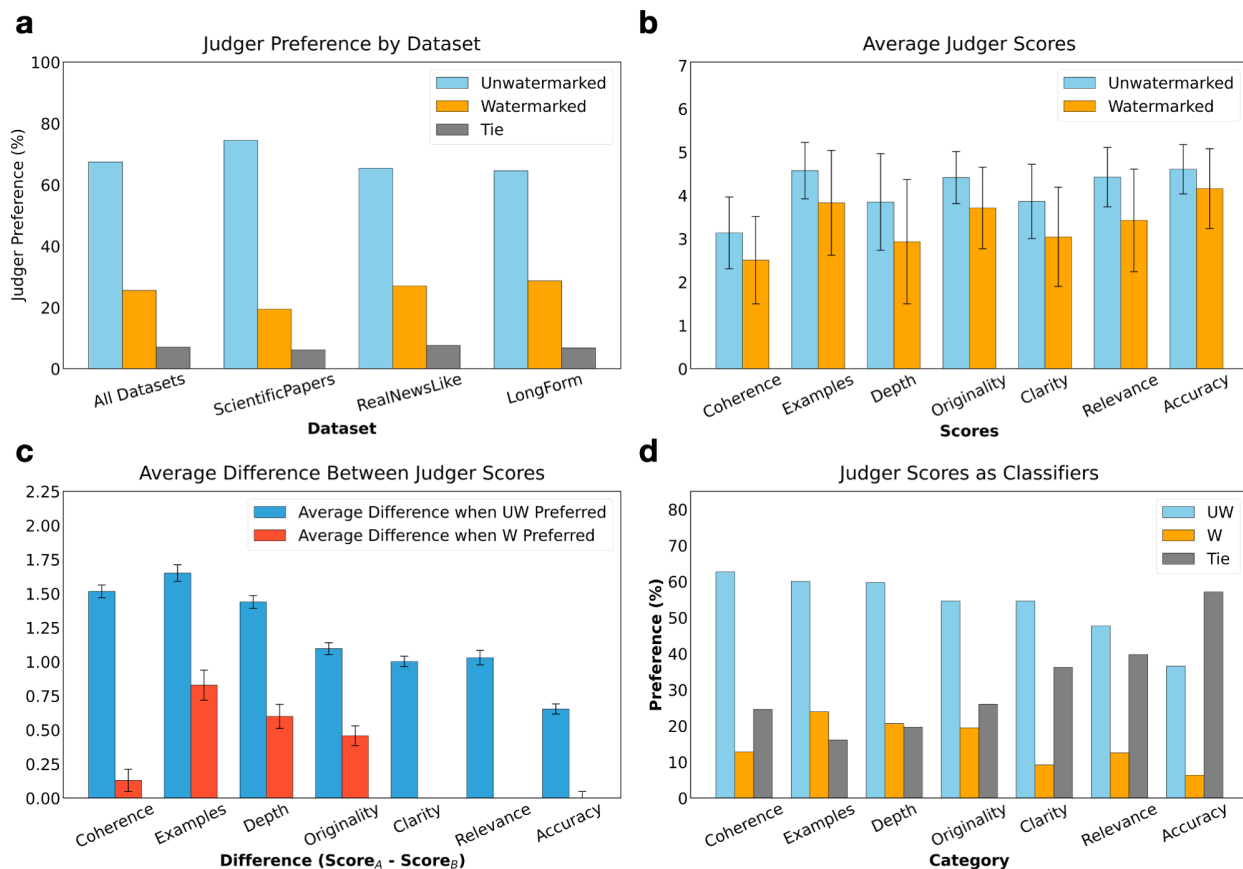 a
Judger Preference by Dataset
Judger Preference (%)
100
80
60
40
20
0
Unwatermarked
Watermarked
Tie
All Datasets
ScientificPapers
RealNewsLike
LongForm
Dataset
b
Average Judger Scores
7
6
5
4
3
2
1
0
Unwatermarked
Watermarked
Coherence
Examples
Depth
Originality
Clarity
Relevance
Accuracy
Scores
c
Average Difference Between Judger Scores
2.25
2.00
1.75
1.50
1.25
1.00
0.75
0.50
0.25
0.00
Average Difference when UW Preferred
Average Difference when W Preferred
Coherence
Examples
Depth
Originality
Clarity
Relevance
Accuracy
Difference (Score_A - Score_B)
d
Judger Scores as Classifiers
Preference (%)
80
70
60
50
40
30
20
10
0
UW
W
Tie
Coherence
Examples
Depth
Originality
Clarity
Relevance
Accuracy
Category